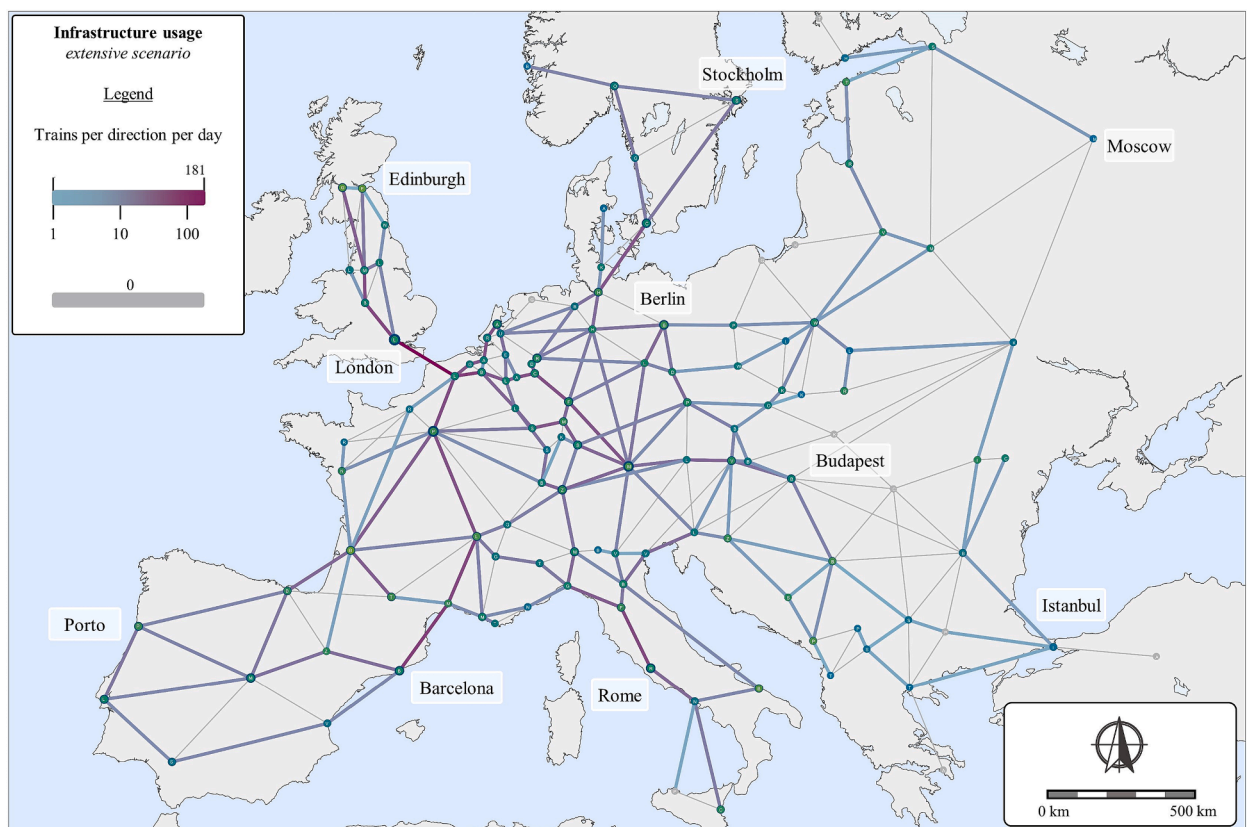 Infrastructure usage
extensive scenario
Legend
Trains per direction per day
181
1 10 100
0
Stockholm
Moscow
Edinburgh
Berlin
London
Budapest
Istanbul
Porto
Barcelona
Rome
0 km 500 km